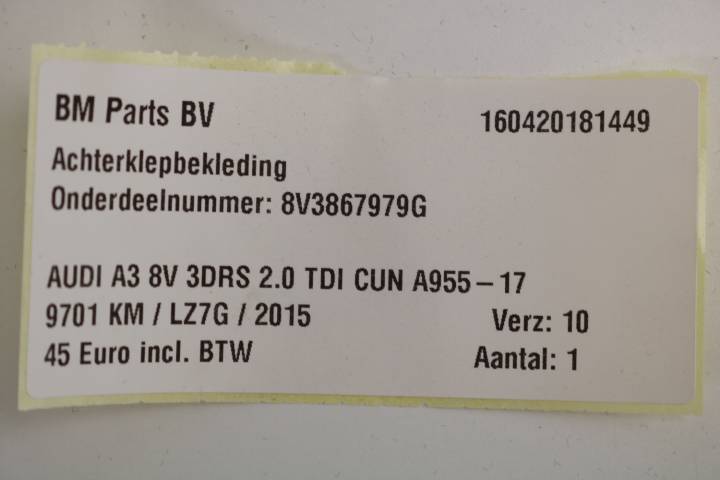 BM Parts BV 160420181449
Achterklepbekleding
Onderdeelnummer: 8V3867979G
AUDI A3 8V 3DRS 2.0 TDI CUN A955-17
9701 KM / LZ7G / 2015 Verz: 10
45 Euro incl. BTW Aantal: 1